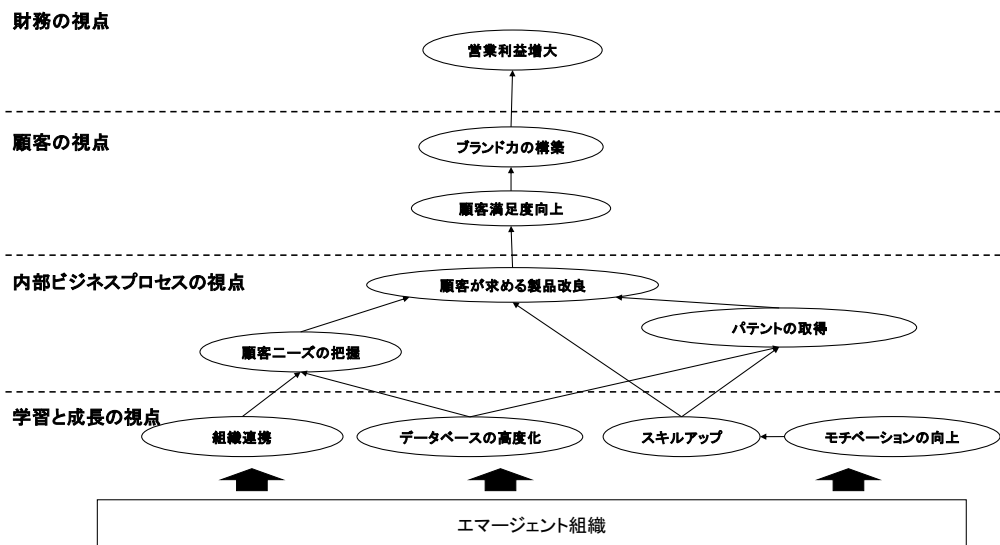 財務の視点
営業利益増大
顧客の視点
ブランド力の構築
顧客満足度向上
内部ビジネスプロセスの視点
顧客が求める製品改良
パテントの取得
顧客ニーズの把握
学習と成長の視点
組織連携
データベースの高度化
スキルアップ
モチベーションの向上
エマージェント組織